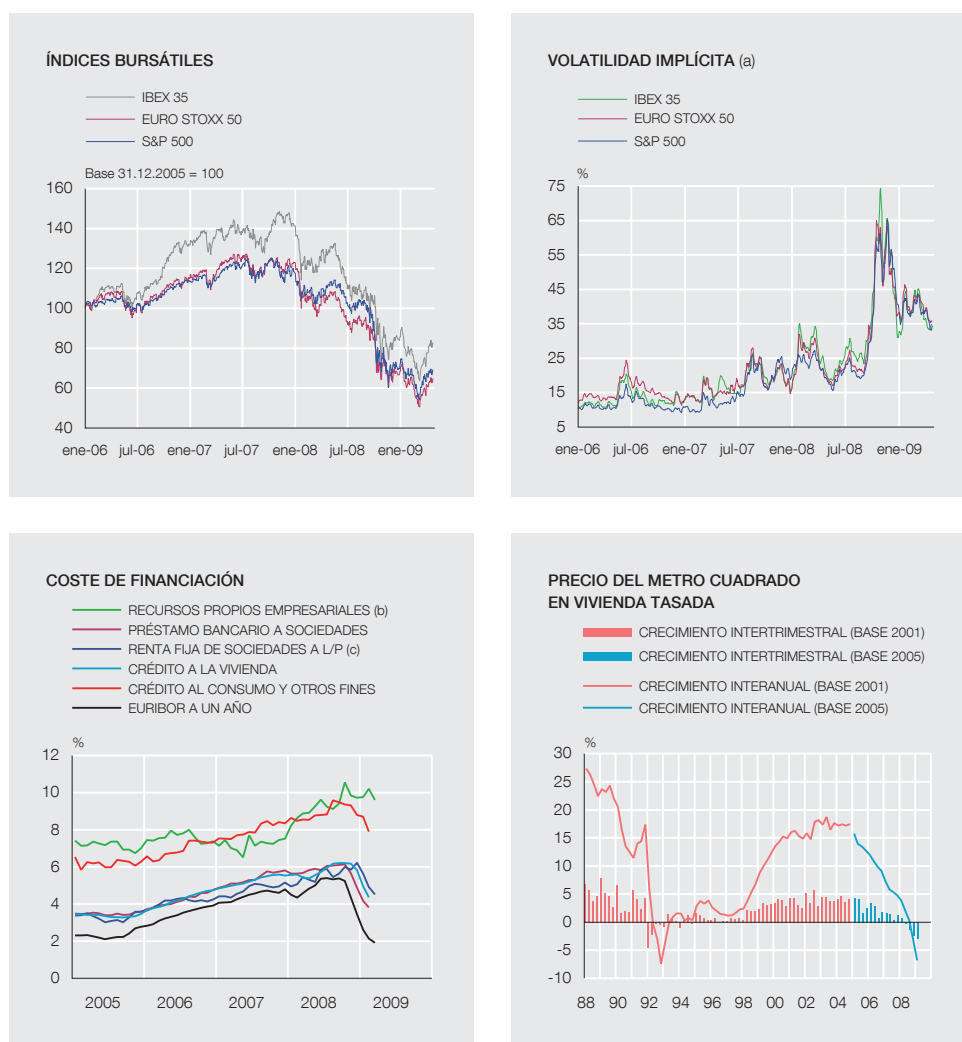 ÍNDICES BURSÁTILES
IBEX 35
EURO STOXX 50
S&P 500
Base 31.12.2005 = 100
160
140
120
100
80
60
40
ene-06 jul-06 ene-07 jul-07 ene-08 jul-08 ene-09
VOLATILIDAD IMPLÍCITA (a)
IBEX 35
EURO STOXX 50
S&P 500
%
75
65
55
45
35
25
15
5
ene-06 jul-06 ene-07 jul-07 ene-08 jul-08 ene-09
COSTE DE FINANCIACIÓN
RECURSOS PROPIOS EMPRESARIALES (b)
PRÉSTAMO BANCARIO A SOCIEDADES
RENTA FIJA DE SOCIEDADES A L/P (c)
CRÉDITO A LA VIVIENDA
CRÉDITO AL CONSUMO Y OTROS FINES
EURIBOR A UN AÑO
%
12
10
8
6
4
2
0
2005 2006 2007 2008 2009
PRECIO DEL METRO CUADRADO
EN VIVIENDA TASADA
CRECIMIENTO INTERTRIMESTRAL (BASE 2001)
CRECIMIENTO INTERTRIMESTRAL (BASE 2005)
CRECIMIENTO INTERANUAL (BASE 2001)
CRECIMIENTO INTERANUAL (BASE 2005)
%
30
25
20
15
10
5
0
-5
-10
88 90 92 94 96 98 00 02 04 06 08